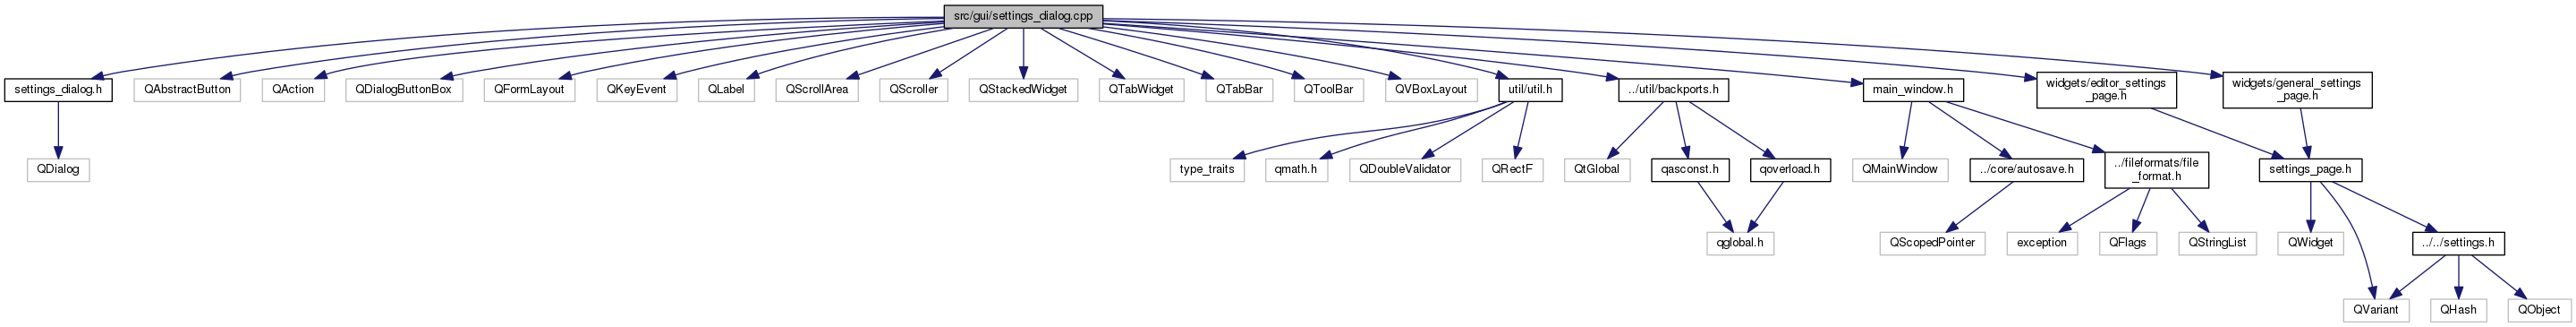 src/gui/settings_dialog.cpp
settings_dialog.h
QAbstractButton
QAction
QDialogButtonBox
QFormLayout
QKeyEvent
QLabel
QScrollArea
QScroller
QStackedWidget
QTabWidget
QTabBar
QToolBar
QVBoxLayout
util/util.h
../util/backports.h
main_window.h
widgets/editor_settings
_page.h
widgets/general_settings
_page.h
QDialog
type_traits
qmath.h
QDoubleValidator
QRectF
QtGlobal
qasconst.h
qoverload.h
QMainWindow
../core/autosave.h
../fileformats/file
_format.h
settings_page.h
qglobal.h
QScopedPointer
exception
QFlags
QStringList
QWidget
../../settings.h
QVariant
QHash
QObject